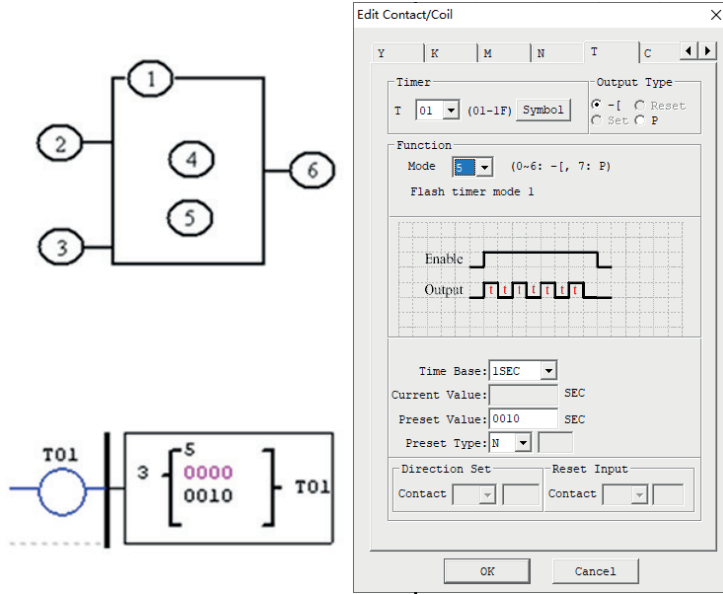 1
2
3
4
5
6
T01
3
5
0000
0010
T01
Edit Contact/Coil
Y K M N T C
Timer
T 01 (01-1F) Symbol
Output Type
-[ Reset
Set P
Function
Mode 5 (0~6: -[, 7: P)
Flash timer mode 1
Enable
Output t t t t t t t
Time Base: 1SEC
Current Value: SEC
Preset Value: 0010 SEC
Preset Type: N
Direction Set
Contact
Reset Input
Contact
OK Cancel